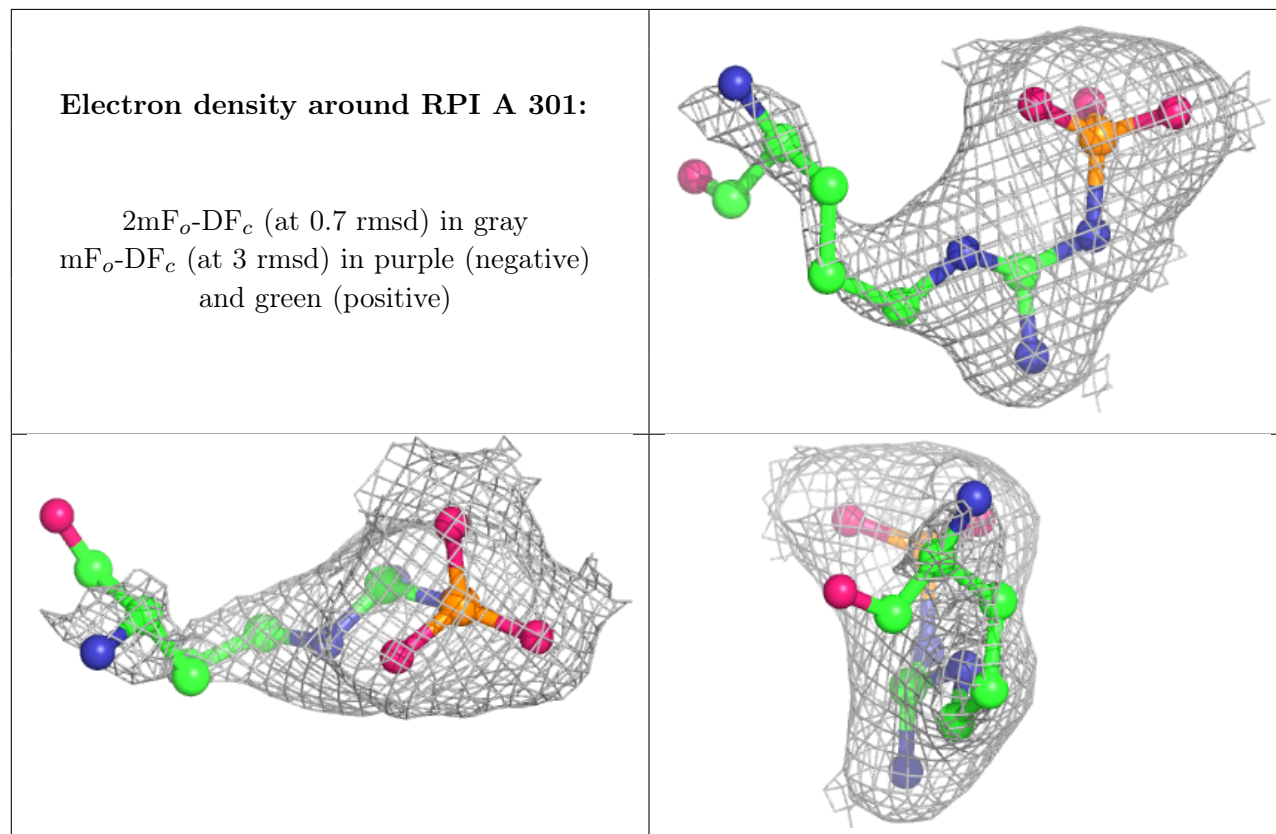 Electron density around RPI A 301:
2mFo-DFc (at 0.7 rmsd) in gray
mFo-DFc (at 3 rmsd) in purple (negative)
and green (positive)